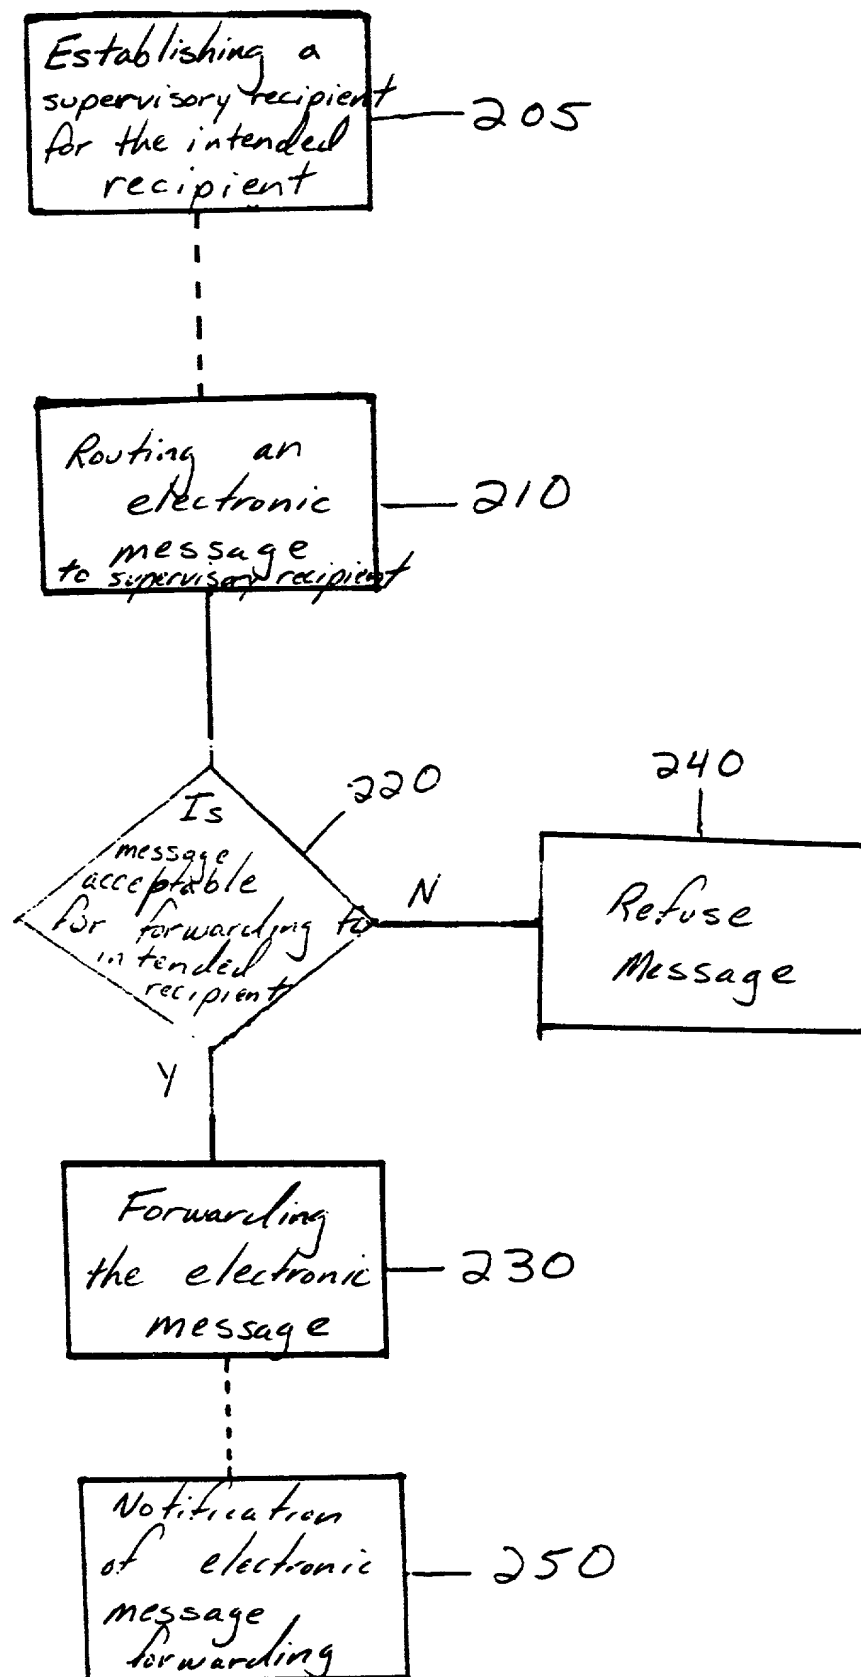 Establishing a
supervisory recipient
for the intended
recipient
205
Routing an
electronic
message
to supervisory recipient
210
Is
message
acceptable
for forwarding to
intended
recipient
220
N
240
Refuse
Message
Y
Forwarding
the electronic
message
230
Notification
of electronic
message
forwarding
250